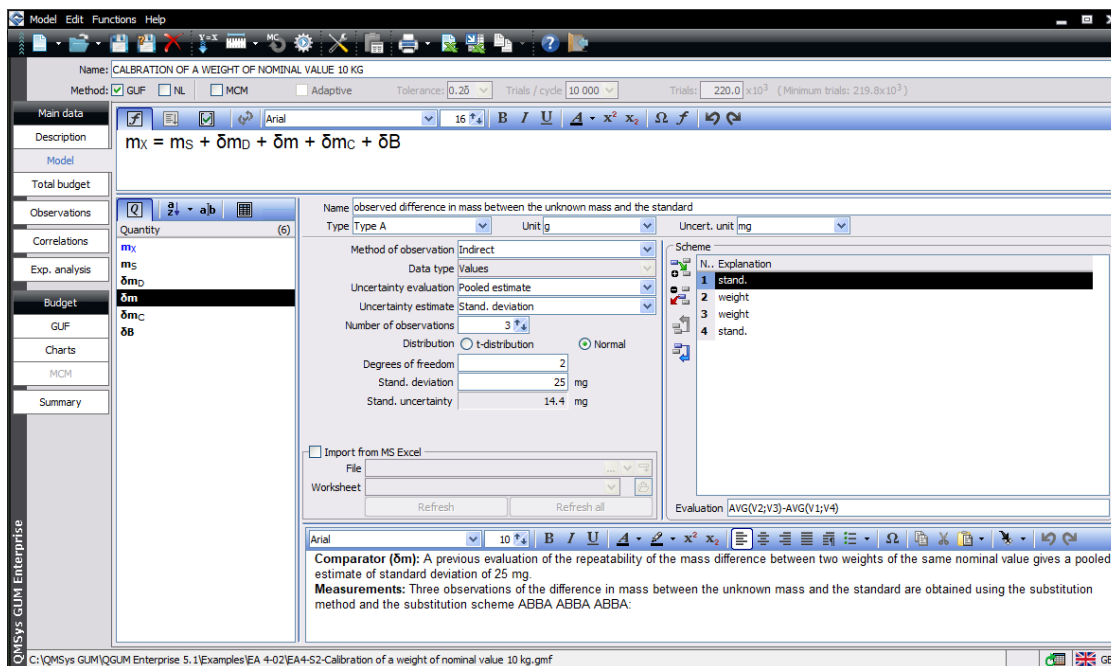 Model Edit Functions Help
Name: CALBRATION OF A WEIGHT OF NOMINAL VALUE 10 KG
Method: GUF NL MCM Adaptive Tolerance: 0.2δ Trials / cycle 10 000 Trials: 220.0 x10³ (Minimum trials: 219.8x10³)
Main data
Description
Model
Total budget
Observations
Correlations
Exp. analysis
Budget
GUF
Charts
MCM
Summary
QMSys GUM Enterprise
Arial 16 B I U A x² x₂ Ω f
mX = mS + δmD + δm + δmC + δB
Quantity (6)
mX
mS
δmD
δm
δmC
δB
Name observed difference in mass between the unknown mass and the standard
Type Type A Unit g Uncert. unit mg
Method of observation Indirect
Data type Values
Uncertainty evaluation Pooled estimate
Uncertainty estimate Stand. deviation
Number of observations 3
Distribution t-distribution Normal
Degrees of freedom 2
Stand. deviation 25 mg
Stand. uncertainty 14.4 mg
Import from MS Excel
File
Worksheet
Refresh Refresh all
Scheme
N.. Explanation
1 stand.
2 weight
3 weight
4 stand.
Evaluation AVG(V2;V3)-AVG(V1;V4)
Arial 10 B I U A x² x₂ Ω
Comparator (δm): A previous evaluation of the repeatability of the mass difference between two weights of the same nominal value gives a pooled
estimate of standard deviation of 25 mg.
Measurements: Three observations of the difference in mass between the unknown mass and the standard are obtained using the substitution
method and the substitution scheme ABBA ABBA ABBA:
C:\QMSys GUM\QGUM Enterprise 5.1\Examples\EA 4-02\EA4-S2-Calibration of a weight of nominal value 10 kg.gmf